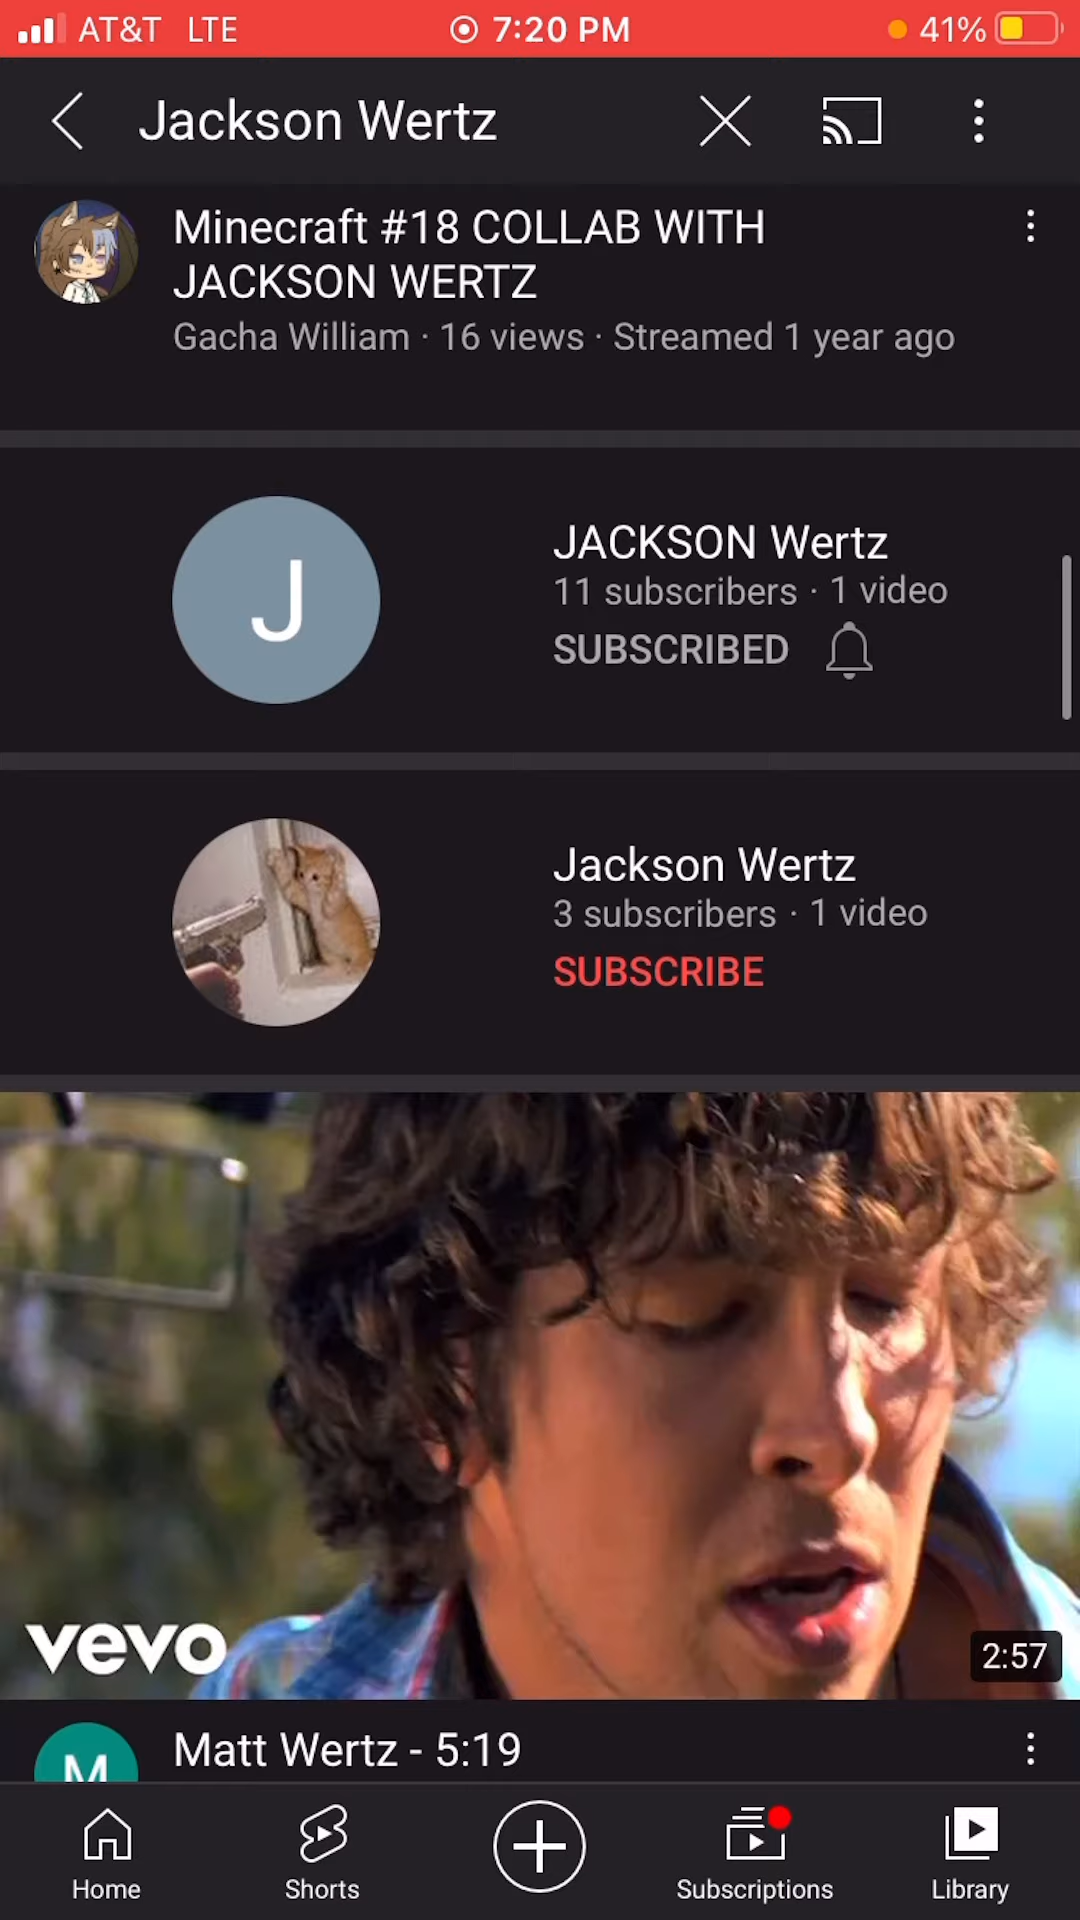 AT&T LTE 7:20 PM 41%
Jackson Wertz
Minecraft #18 COLLAB WITH
JACKSON WERTZ
Gacha William · 16 views · Streamed 1 year ago
J
JACKSON Wertz
11 subscribers · 1 video
SUBSCRIBED
Jackson Wertz
3 subscribers · 1 video
SUBSCRIBE
vevo
2:57
M
Matt Wertz - 5:19
Home Shorts Subscriptions Library